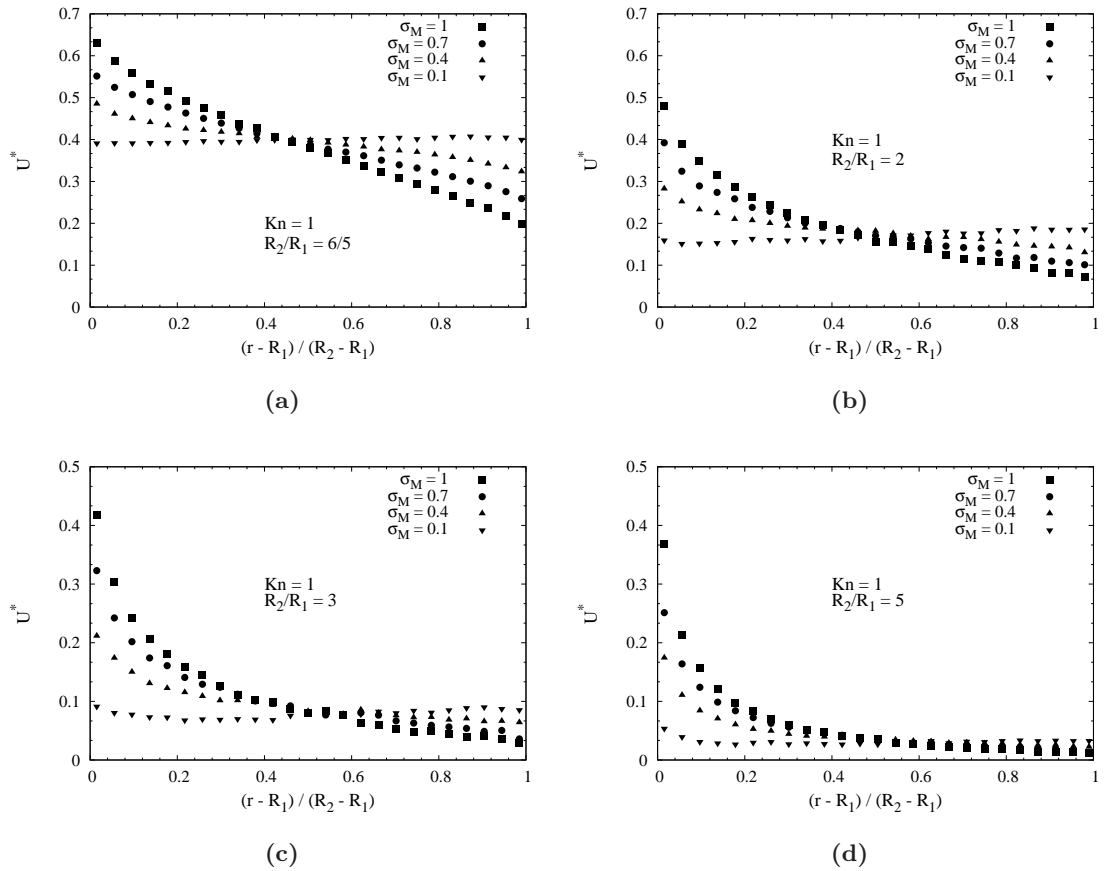 0.7
0.6
0.5
0.4
0.3
0.2
0.1
0
U*
σM = 1
σM = 0.7
σM = 0.4
σM = 0.1
Kn = 1
R2/R1 = 6/5
0 0.2 0.4 0.6 0.8 1
(r - R1) / (R2 - R1)
(a)
0.7
0.6
0.5
0.4
0.3
0.2
0.1
0
U*
σM = 1
σM = 0.7
σM = 0.4
σM = 0.1
Kn = 1
R2/R1 = 2
0 0.2 0.4 0.6 0.8 1
(r - R1) / (R2 - R1)
(b)
0.5
0.4
0.3
0.2
0.1
0
U*
σM = 1
σM = 0.7
σM = 0.4
σM = 0.1
Kn = 1
R2/R1 = 3
0 0.2 0.4 0.6 0.8 1
(r - R1) / (R2 - R1)
(c)
0.5
0.4
0.3
0.2
0.1
0
U*
σM = 1
σM = 0.7
σM = 0.4
σM = 0.1
Kn = 1
R2/R1 = 5
0 0.2 0.4 0.6 0.8 1
(r - R1) / (R2 - R1)
(d)